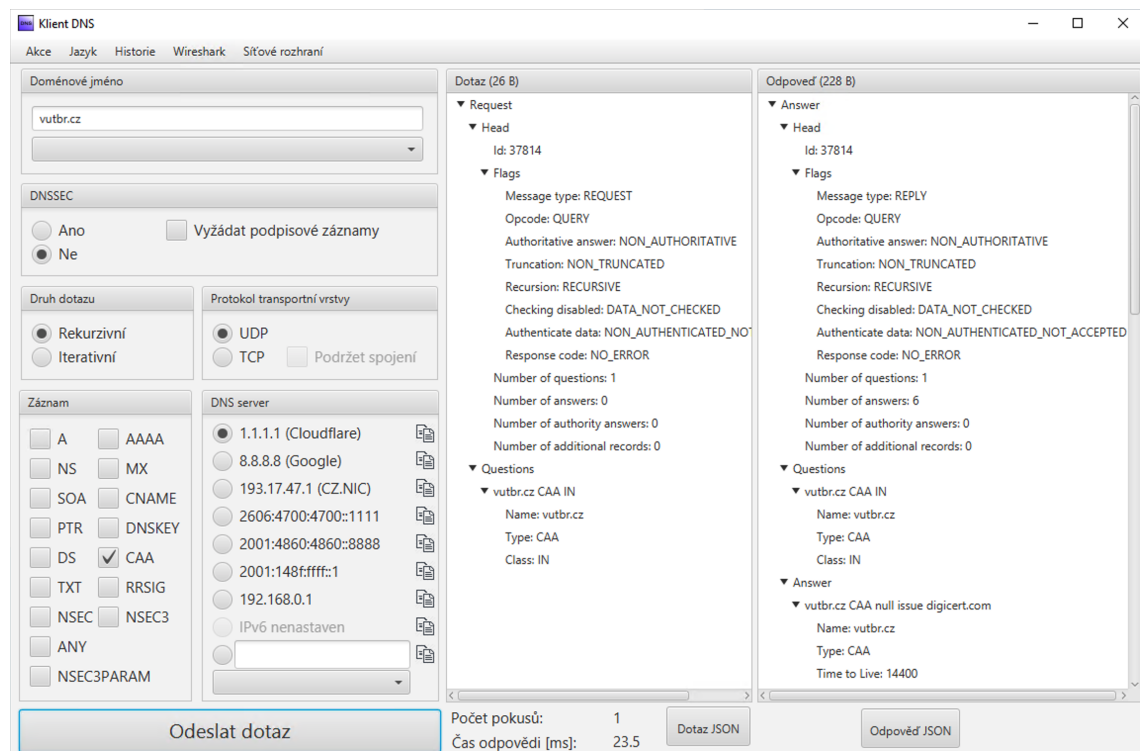 DNS Klient DNS
Akce Jazyk Historie Wireshark Síťové rozhraní
Doménové jméno
vutbr.cz
DNSSEC
Ano Vyžádat podpisové záznamy
Ne
Druh dotazu
Rekurzivní
Iterativní
Protokol transportní vrstvy
UDP
TCP Podržet spojení
Záznam
A AAAA
NS MX
SOA CNAME
PTR DNSKEY
DS CAA
TXT RRSIG
NSEC NSEC3
ANY
NSEC3PARAM
DNS server
1.1.1.1 (Cloudflare)
8.8.8.8 (Google)
193.17.47.1 (CZ.NIC)
2606:4700:4700::1111
2001:4860:4860::8888
2001:148f:ffff::1
192.168.0.1
IPv6 nenastaven
Odeslat dotaz
Dotaz (26 B)
Request
Head
Id: 37814
Flags
Message type: REQUEST
Opcode: QUERY
Authoritative answer: NON_AUTHORITATIVE
Truncation: NON_TRUNCATED
Recursion: RECURSIVE
Checking disabled: DATA_NOT_CHECKED
Authenticate data: NON_AUTHENTICATED_NOT
Response code: NO_ERROR
Number of questions: 1
Number of answers: 0
Number of authority answers: 0
Number of additional records: 0
Questions
vutbr.cz CAA IN
Name: vutbr.cz
Type: CAA
Class: IN
Odpoveď (228 B)
Answer
Head
Id: 37814
Flags
Message type: REPLY
Opcode: QUERY
Authoritative answer: NON_AUTHORITATIVE
Truncation: NON_TRUNCATED
Recursion: RECURSIVE
Checking disabled: DATA_NOT_CHECKED
Authenticate data: NON_AUTHENTICATED_NOT_ACCEPTED
Response code: NO_ERROR
Number of questions: 1
Number of answers: 6
Number of authority answers: 0
Number of additional records: 0
Questions
vutbr.cz CAA IN
Name: vutbr.cz
Type: CAA
Class: IN
Answer
vutbr.cz CAA null issue digicert.com
Name: vutbr.cz
Type: CAA
Time to Live: 14400
Počet pokusů: 1
Čas odpovědi [ms]: 23.5
Dotaz JSON
Odpověď JSON